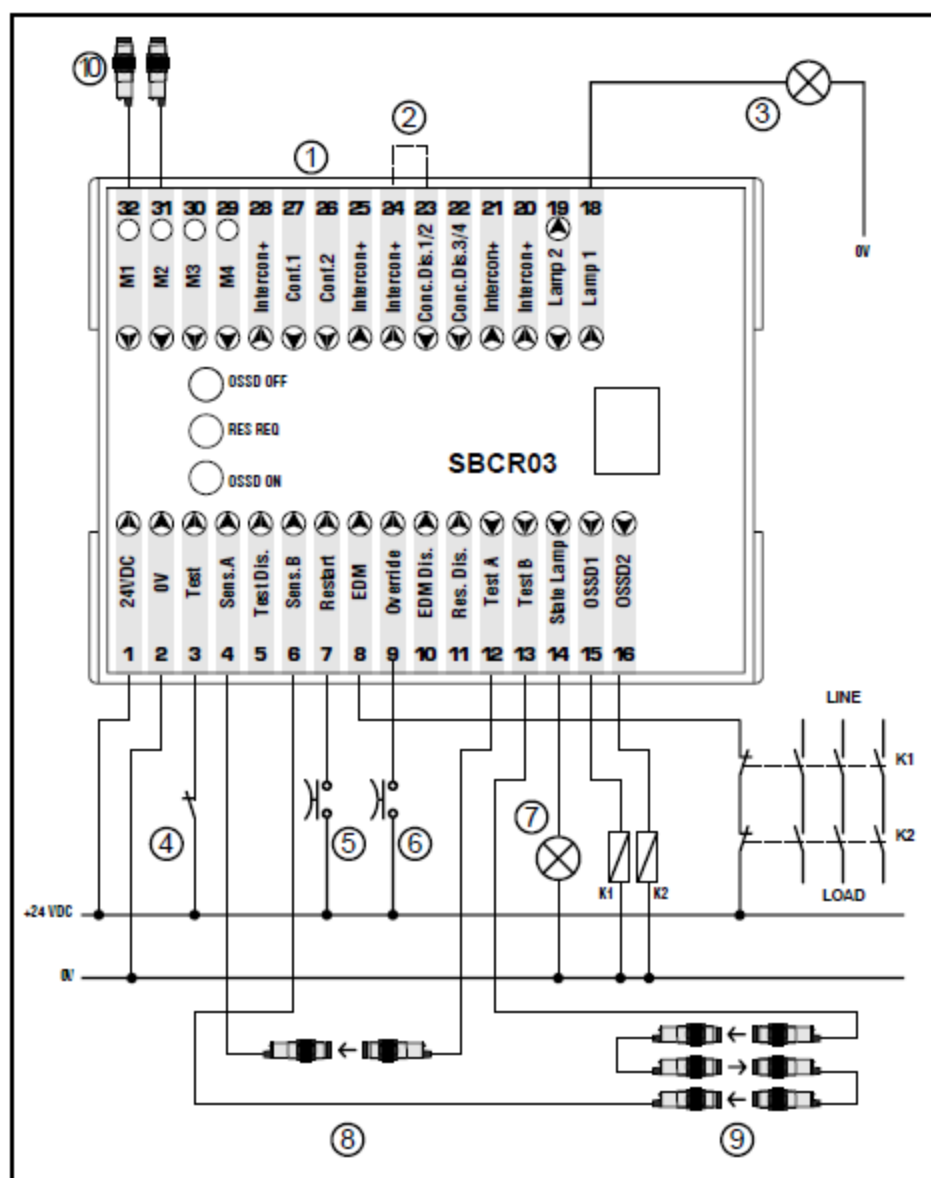 10
2
3
1
32 31 30 29 28 27 26 25 24 23 22 21 20 19 18
M1
M2
M3
M4
Intercon+
Conf.1
Conf.2
Intercon+
Intercon+
Conc.Dis.1/2
Conc.Dis.3/4
Intercon+
Intercon+
Lamp 2
Lamp 1
0V
OSSD OFF
RES REQ
OSSD ON
SBCR03
24VDC
0V
Test
Sens.A
Test Dis.
Sens.B
Restart
EDM
Override
EDM Dis.
Res. Dis.
Test A
Test B
State Lamp
OSSD1
OSSD2
1 2 3 4 5 6 7 8 9 10 11 12 13 14 15 16
LINE
K1
K2
LOAD
4
5
6
7
K1
K2
+24 VDC
0V
8
9